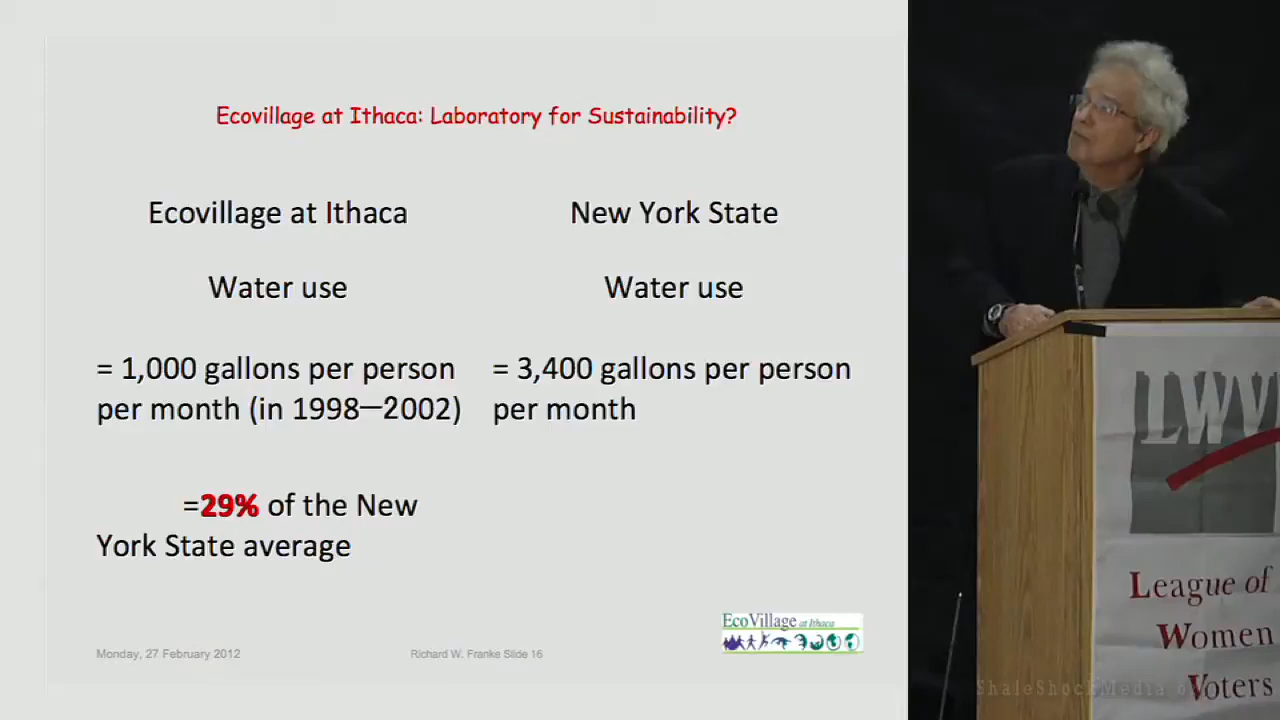 Ecovillage at Ithaca: Laboratory for Sustainability?
Ecovillage at Ithaca
Water use
= 1,000 gallons per person
per month (in 1998—2002)
=29% of the New
York State average
New York State
Water use
= 3,400 gallons per person
per month
Monday, 27 February 2012
Richard W. Franke Slide 16
EcoVillage at Ithaca
LWV
League of
Women
Voters
ShaleShockMedia.o